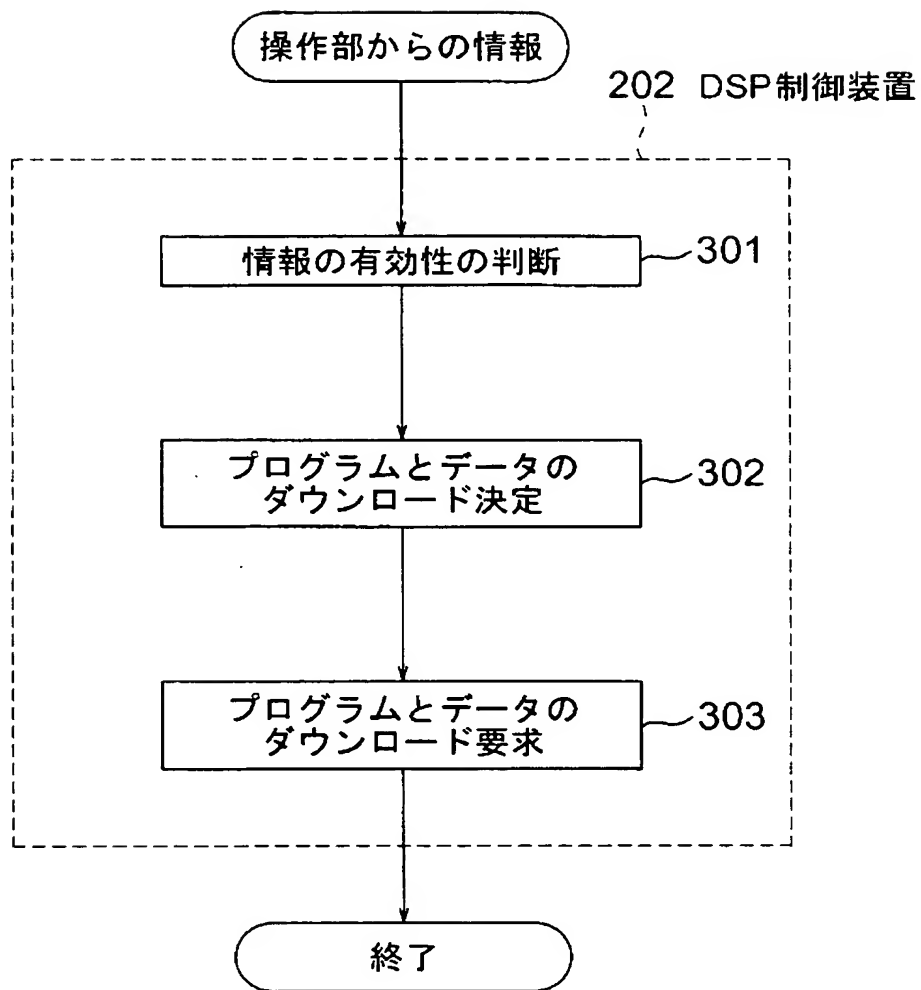 操作部からの情報
202 DSP制御装置
情報の有効性の判断
301
プログラムとデータの
ダウンロード決定
302
プログラムとデータの
ダウンロード要求
303
終了